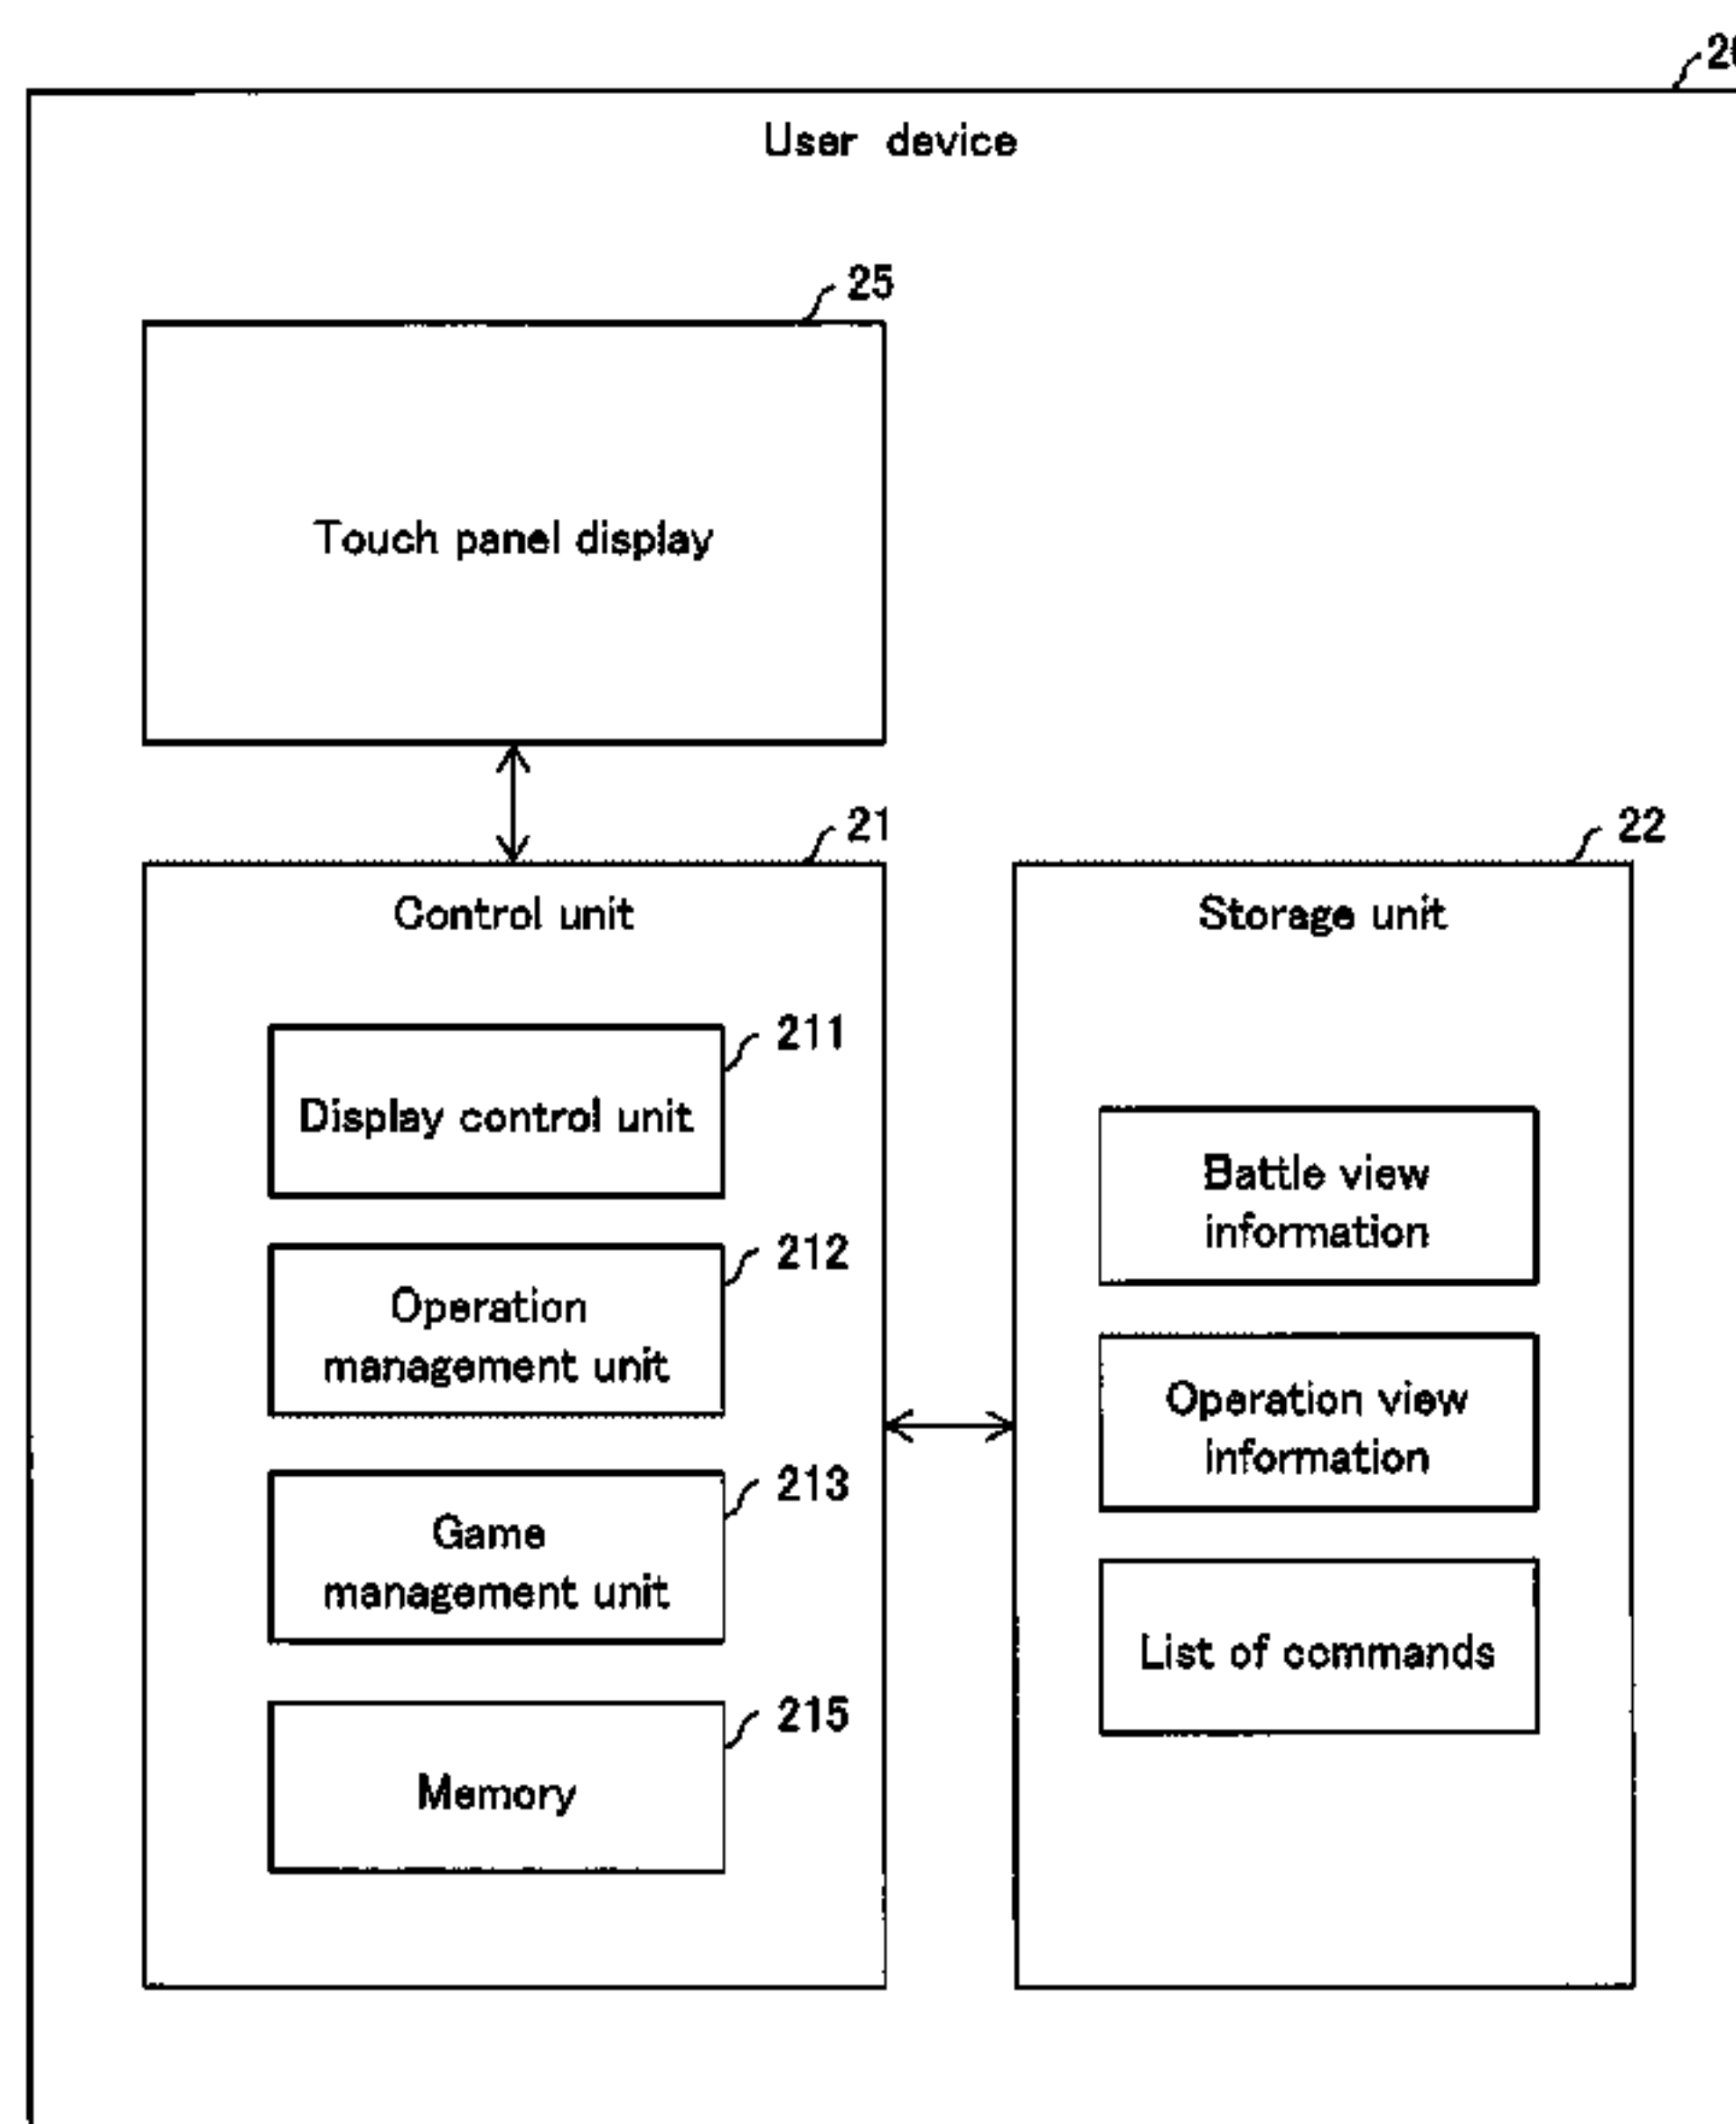 User device
25
Touch panel display
21
Control unit
22
Storage unit
211
Display control unit
212
Operation
management unit
213
Game
management unit
215
Memory
Battle view
information
Operation view
information
List of commands